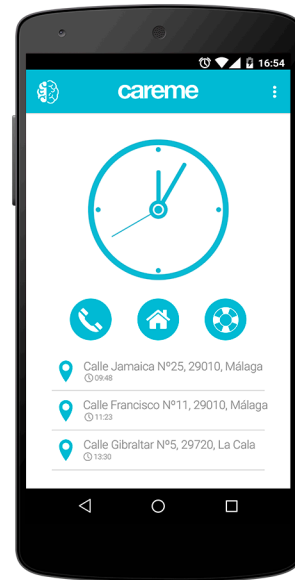 16:54
careme
Calle Jamaica Nº25, 29010, Málaga
09:48
Calle Francisco Nº11, 29010, Málaga
11:23
Calle Gibraltar Nº5, 29720, La Cala
13:30